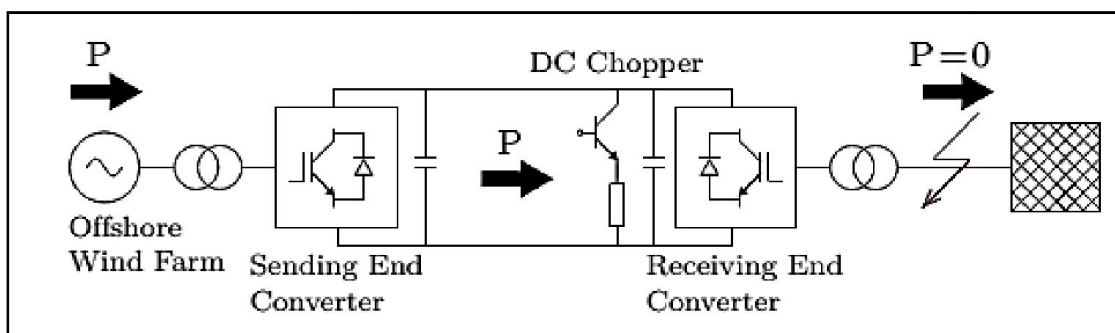 P
DC Chopper
P=0
P
Offshore
Wind Farm
Sending End
Converter
Receiving End
Converter